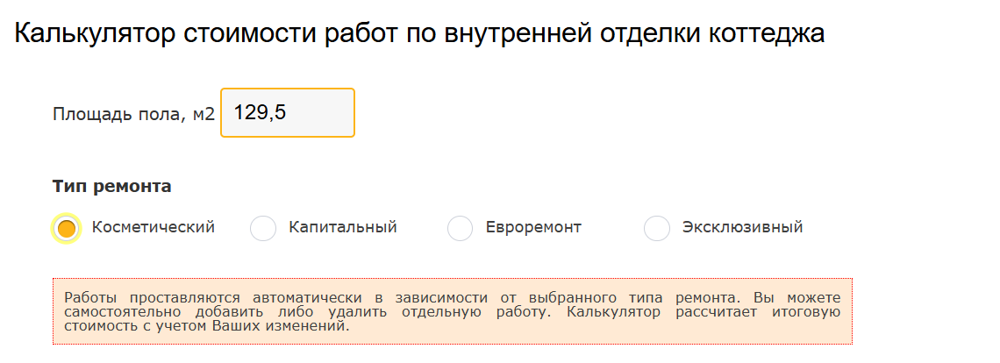 Калькулятор стоимости работ по внутренней отделки коттеджа
Площадь пола, м2 129,5
Тип ремонта
Косметический Капитальный Евроремонт Эксклюзивный
Работы проставляются автоматически в зависимости от выбранного типа ремонта. Вы можете
самостоятельно добавить либо удалить отдельную работу. Калькулятор рассчитает итоговую
стоимость с учетом Ваших изменений.